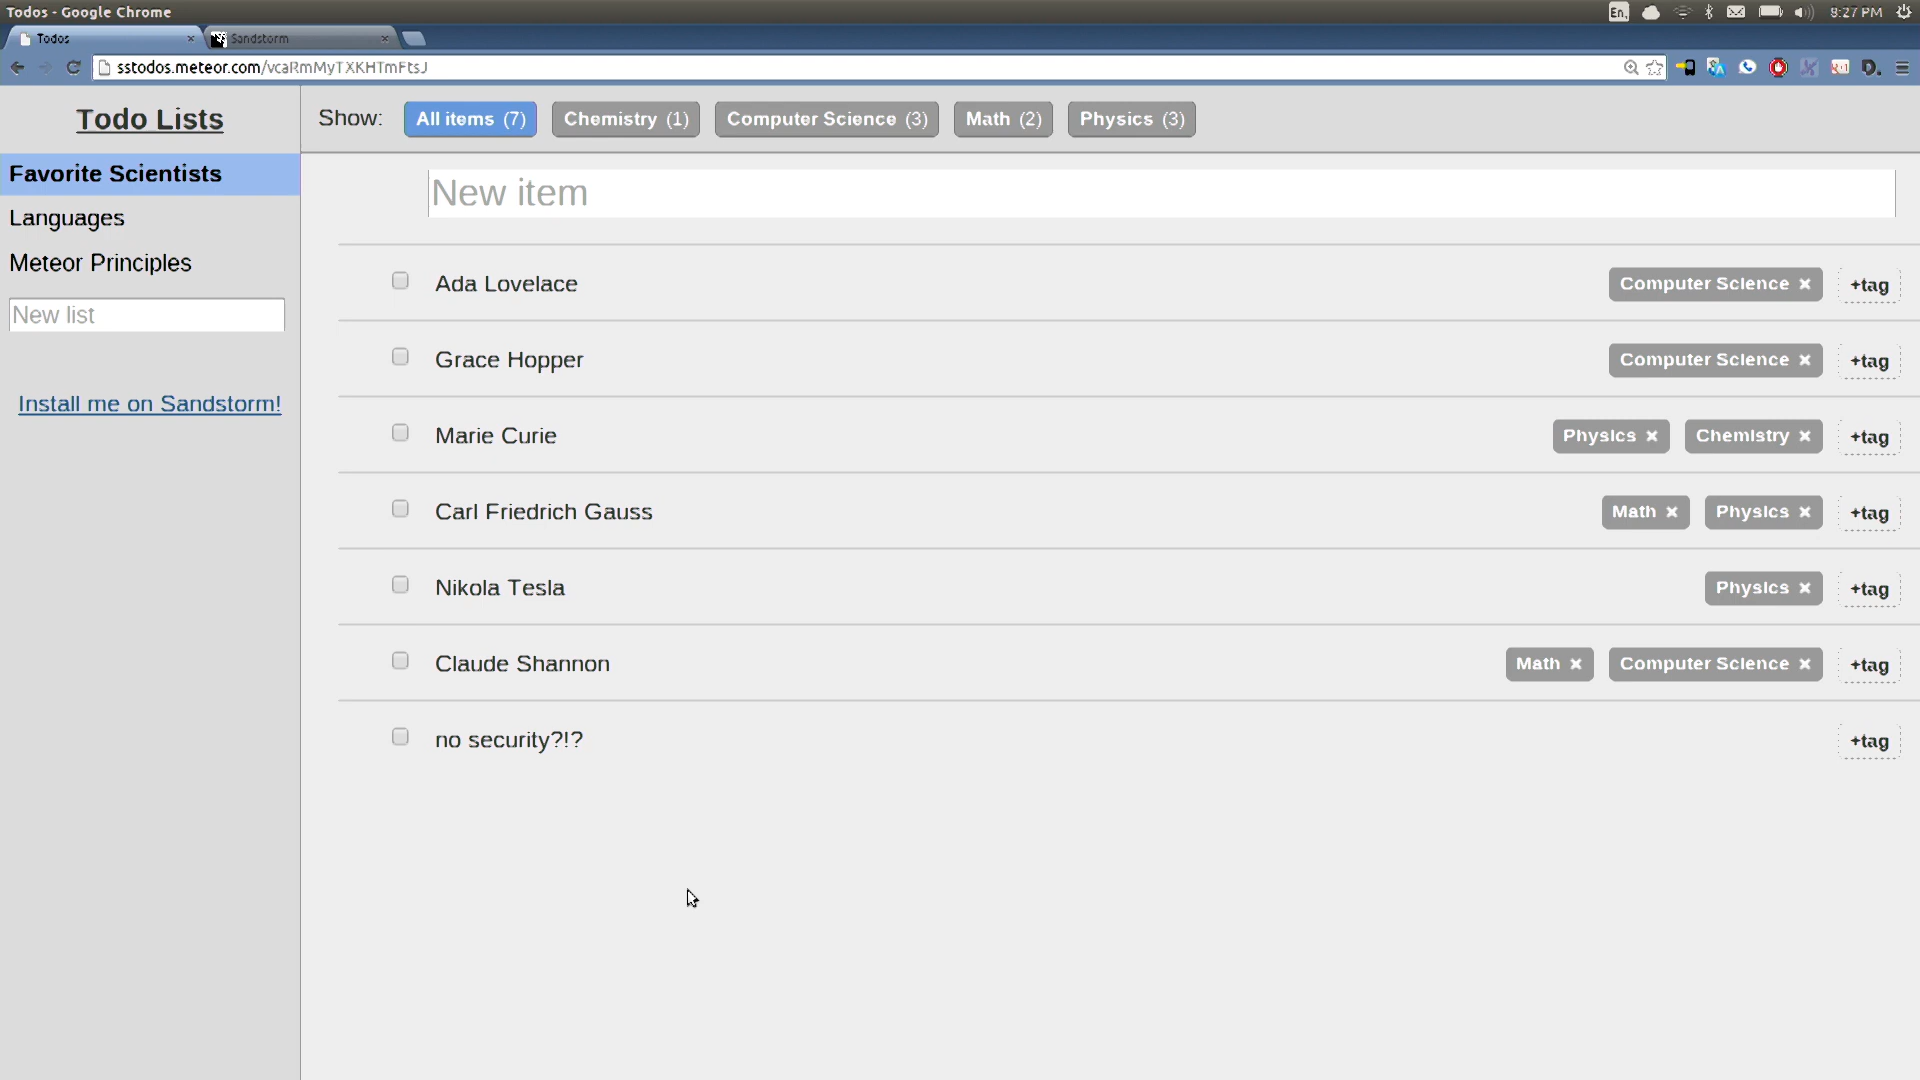 Todos - Google Chrome
En
8:27 PM
Todos
Sandstorm
sstodos.meteor.com/vcaRmMyTXKHTmFtsJ
Todo Lists
Show: All items (7) Chemistry (1) Computer Science (3) Math (2) Physics (3)
Favorite Scientists
Languages
Meteor Principles
New list
Install me on Sandstorm!
New item
Ada Lovelace Computer Science × +tag
Grace Hopper Computer Science × +tag
Marie Curie Physics × Chemistry × +tag
Carl Friedrich Gauss Math × Physics × +tag
Nikola Tesla Physics × +tag
Claude Shannon Math × Computer Science × +tag
no security?!? +tag